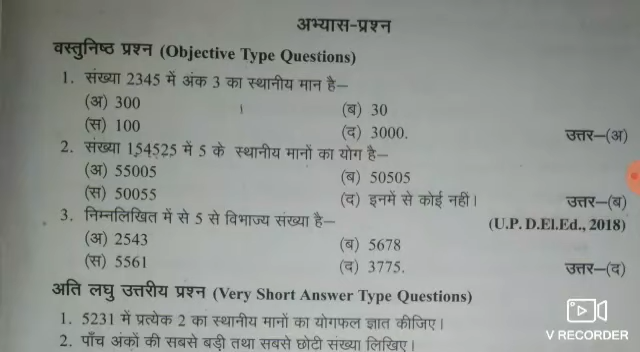 अभ्यास-प्रश्न
वस्तुनिष्ठ प्रश्न (Objective Type Questions)
1. संख्या 2345 में अंक 3 का स्थानीय मान है—
(अ) 300 (ब) 30
(स) 100 (द) 3000. उत्तर—(अ)
2. संख्या 154525 में 5 के स्थानीय मानों का योग है—
(अ) 55005 (ब) 50505
(स) 50055 (द) इनमें से कोई नहीं। उत्तर—(ब)
3. निम्नलिखित में से 5 से विभाज्य संख्या है— (U.P. D.El.Ed., 2018)
(अ) 2543 (ब) 5678
(स) 5561 (द) 3775. उत्तर—(द)
अति लघु उत्तरीय प्रश्न (Very Short Answer Type Questions)
1. 5231 में प्रत्येक 2 का स्थानीय मानों का योगफल ज्ञात कीजिए।
2. पाँच अंकों की सबसे बड़ी तथा सबसे छोटी संख्या लिखिए।
V RECORDER